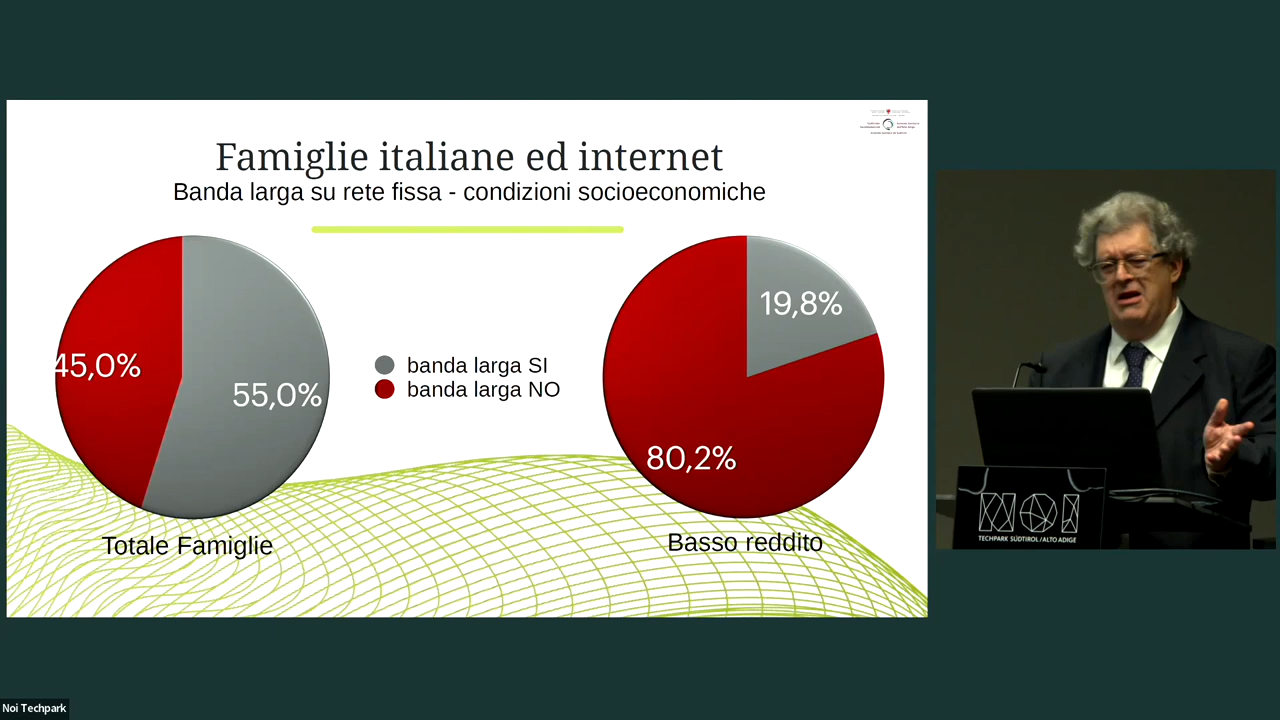 Famiglie italiane ed internet
Banda larga su rete fissa - condizioni socioeconomiche
45,0%
55,0%
banda larga SI
banda larga NO
19,8%
80,2%
Totale Famiglie
Basso reddito
NOI
TECHPARK SÜDTIROL/ALTO ADIGE
Noi Techpark